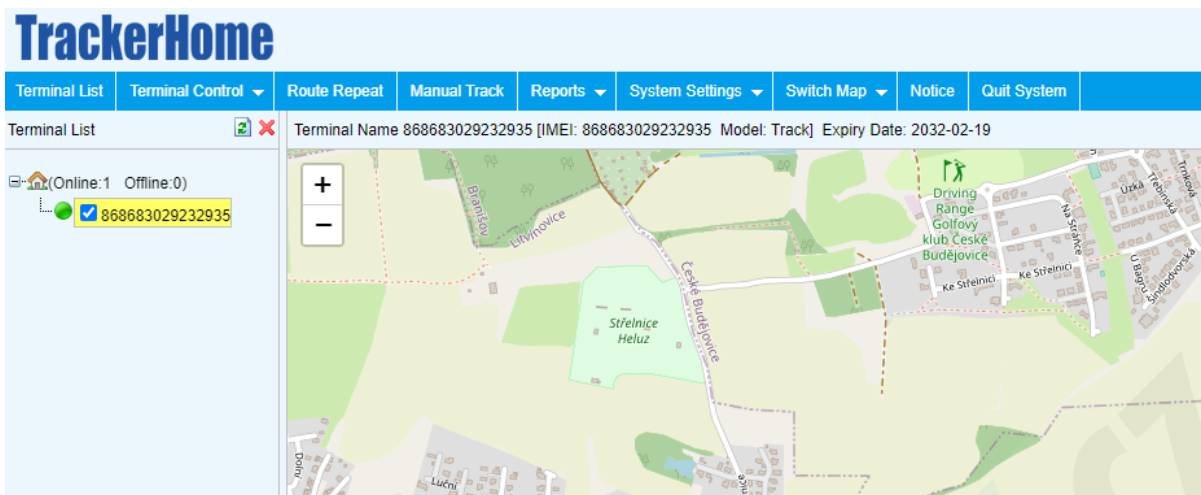 TrackerHome
Terminal List Terminal Control Route Repeat Manual Track Reports System Settings Switch Map Notice Quit System
Terminal List
Terminal Name 868683029232935 [IMEI: 868683029232935 Model: Track] Expiry Date: 2032-02-19
(Online:1 Offline:0)
868683029232935
+
−
Branišov
Litvínovice
České Budějovice
Střelnice
Heluz
Driving
Range
Golfový
klub České
Budějovice
Na Stráňce
Ke Střelnici
Ke Střelnici
Úzká
Třebínská
Trnková
U Bagru
Šindlovská
Dolní
Luční